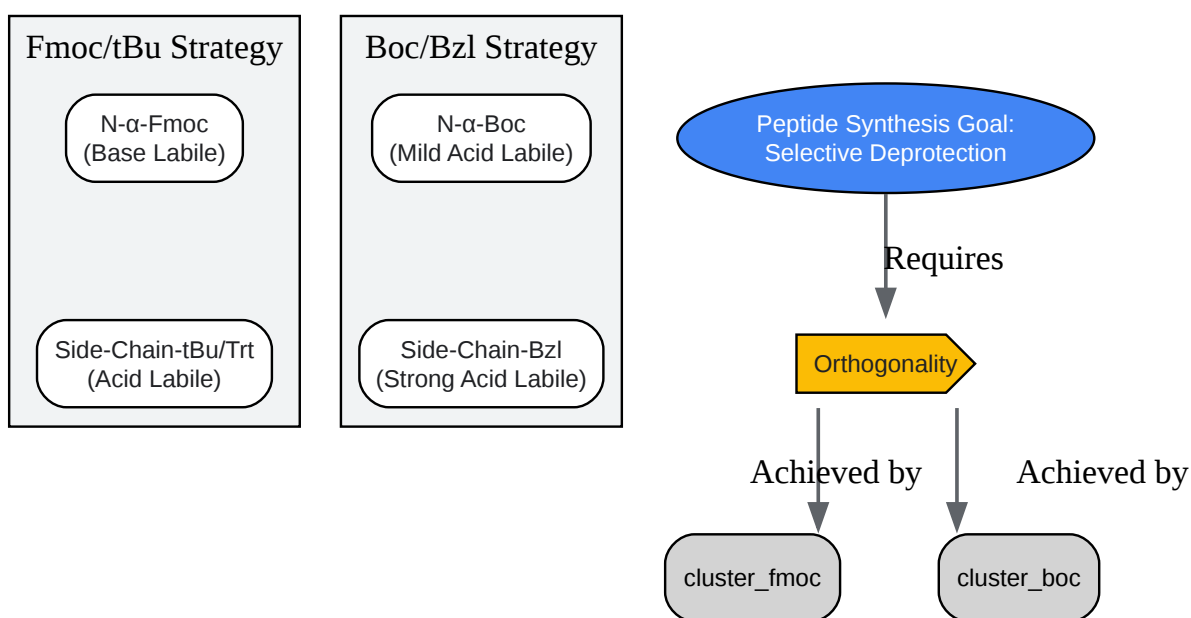 Fmoc/tBu Strategy
N-α-Fmoc
(Base Labile)
Side-Chain-tBu/Trt
(Acid Labile)
Boc/Bzl Strategy
N-α-Boc
(Mild Acid Labile)
Side-Chain-Bzl
(Strong Acid Labile)
Peptide Synthesis Goal:
Selective Deprotection
Requires
Orthogonality
Achieved by
Achieved by
cluster_fmoc
cluster_boc